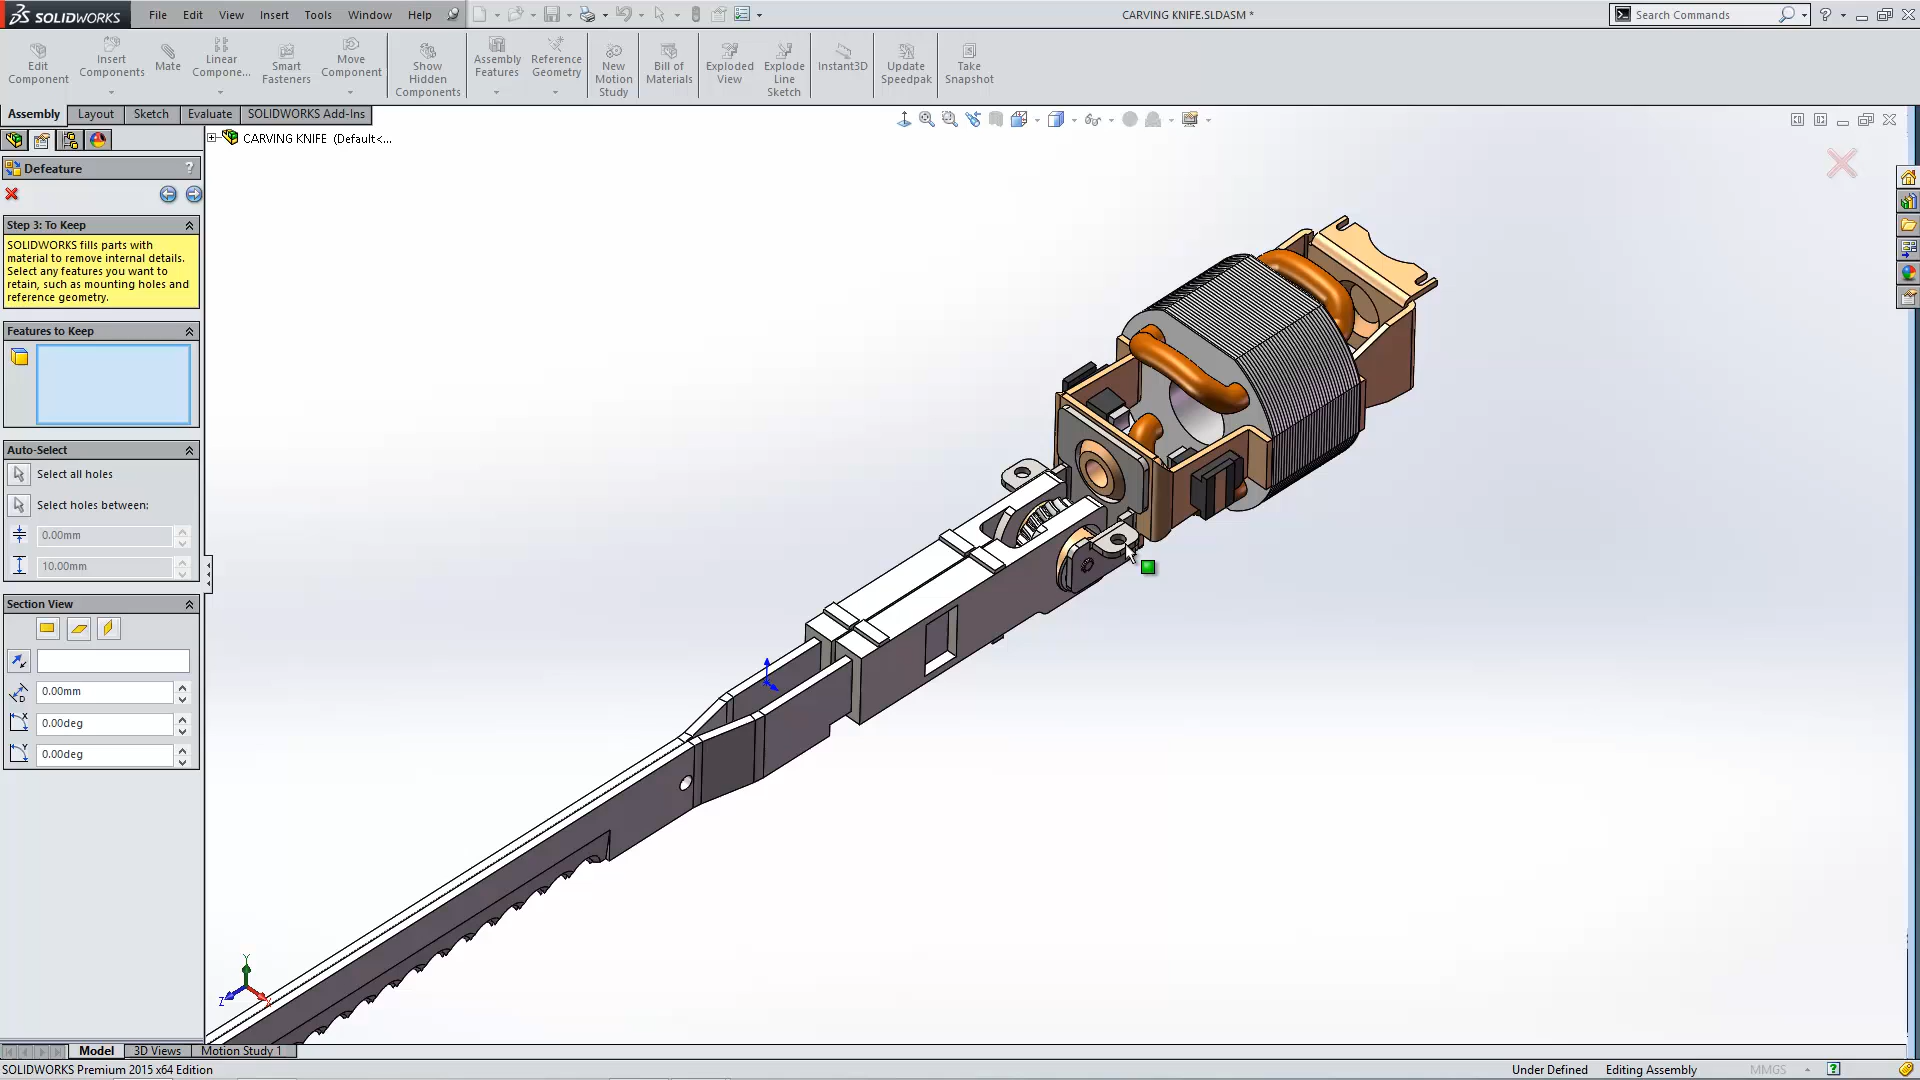 SOLIDWORKS
File Edit View Insert Tools Window Help
CARVING KNIFE.SLDASM *
Search Commands
Edit Component
Insert Components
Mate
Linear Compone...
Smart Fasteners
Move Component
Show Hidden Components
Assembly Features
Reference Geometry
New Motion Study
Bill of Materials
Exploded View
Explode Line Sketch
Instant3D
Update Speedpak
Take Snapshot
Assembly Layout Sketch Evaluate SOLIDWORKS Add-Ins
CARVING KNIFE (Default<...
Defeature ?
Step 3: To Keep
SOLIDWORKS fills parts with
material to remove internal details.
Select any features you want to
retain, such as mounting holes and
reference geometry.
Features to Keep
Auto-Select
Select all holes
Select holes between:
0.00mm
10.00mm
Section View
0.00mm
0.00deg
0.00deg
Y
Z
Model 3D Views Motion Study 1
SOLIDWORKS Premium 2015 x64 Edition
Under Defined Editing Assembly MMGS